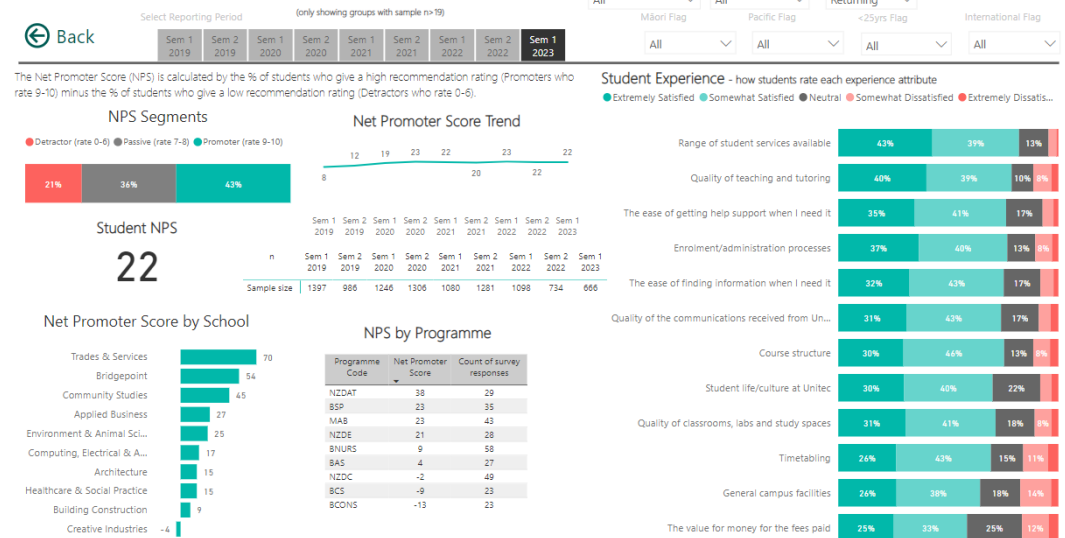 (only showing groups with sample n>19)
Select Reporting Period
Returning
Māori Flag
Pacific Flag
<25yrs Flag
International Flag
Back
Sem 1 2019
Sem 2 2019
Sem 1 2020
Sem 2 2020
Sem 1 2021
Sem 2 2021
Sem 1 2022
Sem 2 2022
Sem 1 2023
All
All
All
All
The Net Promoter Score (NPS) is calculated by the % of students who give a high recommendation rating (Promoters who
rate 9-10) minus the % of students who give a low recommendation rating (Detractors who rate 0-6).
NPS Segments
Detractor (rate 0-6) Passive (rate 7-8) Promoter (rate 9-10)
21% 36% 43%
Student NPS
22
Net Promoter Score Trend
8 12 19 23 22 20 23 22 22
Sem 1 Sem 2 Sem 1 Sem 2 Sem 1 Sem 2 Sem 1 Sem 2 Sem 1
2019 2019 2020 2020 2021 2021 2022 2022 2023
n Sem 1 Sem 2 Sem 1 Sem 2 Sem 1 Sem 2 Sem 1 Sem 2 Sem 1
2019 2019 2020 2020 2021 2021 2022 2022 2023
Sample size 1397 986 1246 1306 1080 1281 1098 734 666
Net Promoter Score by School
Trades & Services 70
Bridgepoint 54
Community Studies 45
Applied Business 27
Environment & Animal Sci... 25
Computing, Electrical & A... 17
Architecture 15
Healthcare & Social Practice 15
Building Construction 9
Creative Industries -4
NPS by Programme
Programme Net Promoter Count of survey
Code Score responses
NZDAT 38 29
BSP 23 35
MAB 23 43
NZDE 21 28
BNURS 9 58
BAS 4 27
NZDC -2 49
BCS -9 23
BCONS -13 23
Student Experience - how students rate each experience attribute
Extremely Satisfied Somewhat Satisfied Neutral Somewhat Dissatisfied Extremely Dissatis...
Range of student services available 43% 39% 13%
Quality of teaching and tutoring 40% 39% 10% 8%
The ease of getting help support when I need it 35% 41% 17%
Enrolment/administration processes 37% 40% 13% 8%
The ease of finding information when I need it 32% 43% 17%
Quality of the communications received from Un... 31% 43% 17%
Course structure 30% 46% 13% 8%
Student life/culture at Unitec 30% 40% 22%
Quality of classrooms, labs and study spaces 31% 41% 18% 8%
Timetabling 26% 43% 15% 11%
General campus facilities 26% 38% 18% 14%
The value for money for the fees paid 25% 33% 25% 12%